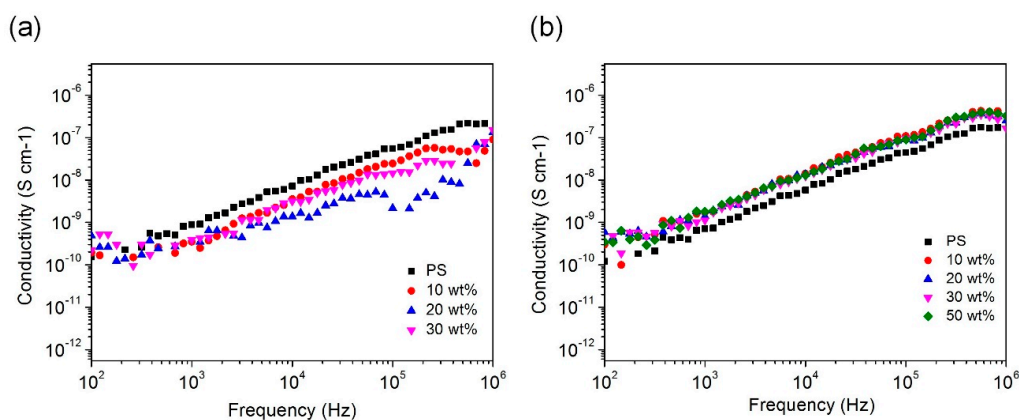 (a)
(b)
Conductivity (S cm-1)
10⁻⁶
10⁻⁷
10⁻⁸
10⁻⁹
10⁻¹⁰
10⁻¹¹
10⁻¹²
PS
10 wt%
20 wt%
30 wt%
10² 10³ 10⁴ 10⁵ 10⁶
Frequency (Hz)
Conductivity (S cm-1)
10⁻⁶
10⁻⁷
10⁻⁸
10⁻⁹
10⁻¹⁰
10⁻¹¹
10⁻¹²
PS
10 wt%
20 wt%
30 wt%
50 wt%
10² 10³ 10⁴ 10⁵ 10⁶
Frequency (Hz)